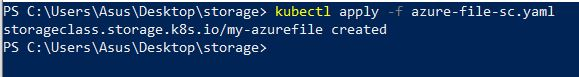 PS C:\Users\Asus\Desktop\storage> kubectl apply -f azure-file-sc.yaml
storageclass.storage.k8s.io/my-azurefile created
PS C:\Users\Asus\Desktop\storage>